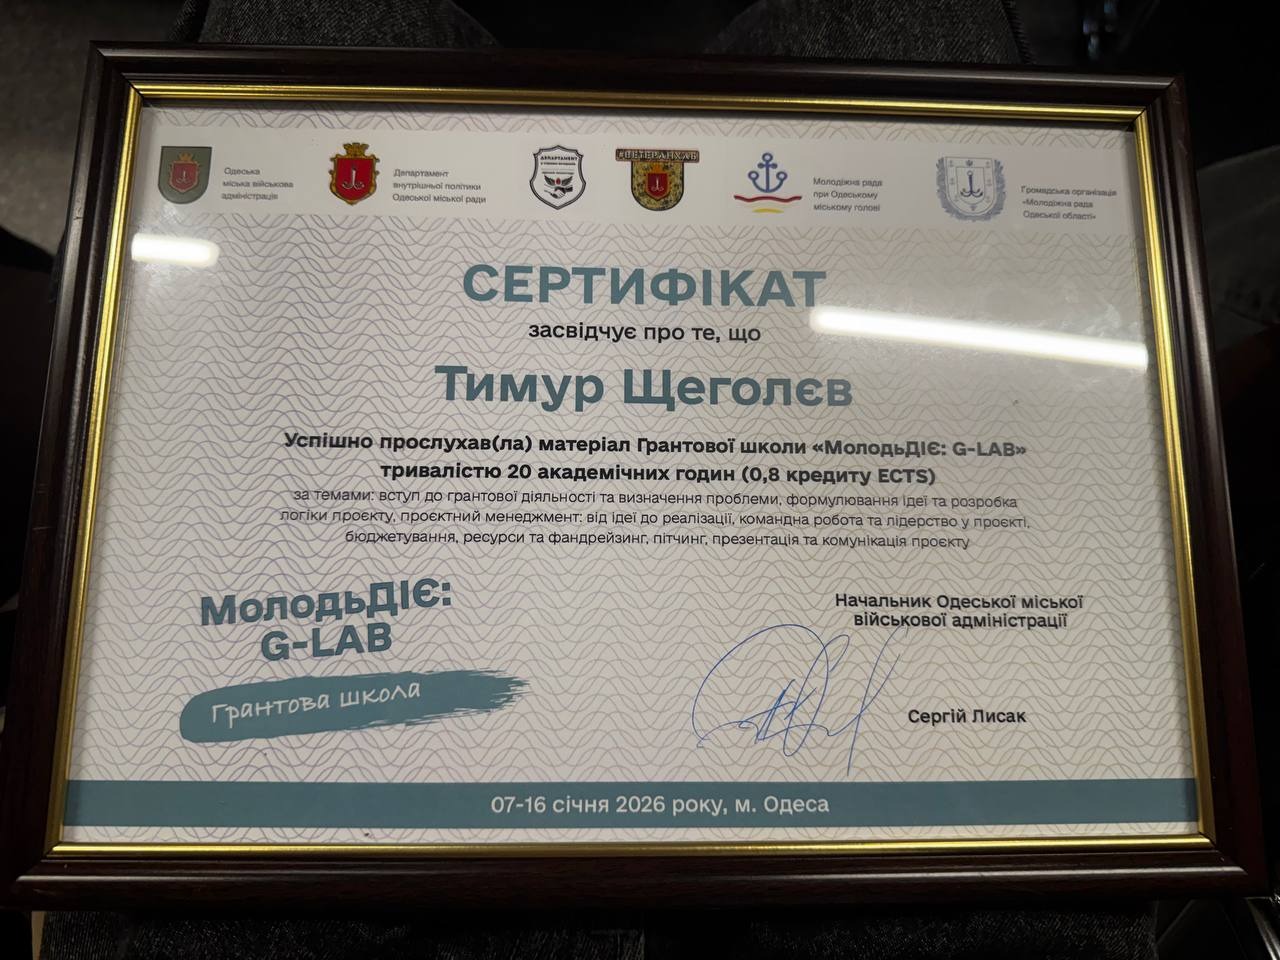 Одеська
міська військова
адміністрація
Департамент
внутрішньої політики
Одеської міської ради
ДЕПАРТАМЕНТ
#ВЕТЕРАНХАБ
Молодіжна рада
при Одеському
міському голові
Громадська організація
«Молодіжна рада
Одеської області»
СЕРТИФІКАТ
засвідчує про те, що
Тимур Щеголєв
Успішно прослухав(ла) матеріал Грантової школи «МолодьДІЄ: G-LAB»
тривалістю 20 академічних годин (0,8 кредиту ECTS)
за темами: вступ до грантової діяльності та визначення проблеми, формулювання ідеї та розробка
логіки проєкту, проєктний менеджмент: від ідеї до реалізації, командна робота та лідерство у проєкті,
бюджетування, ресурси та фандрейзинг, пітчинг, презентація та комунікація проєкту
МолодьДІЄ:
G-LAB
Грантова школа
Начальник Одеської міської
військової адміністрації
Сергій Лисак
07-16 січня 2026 року, м. Одеса